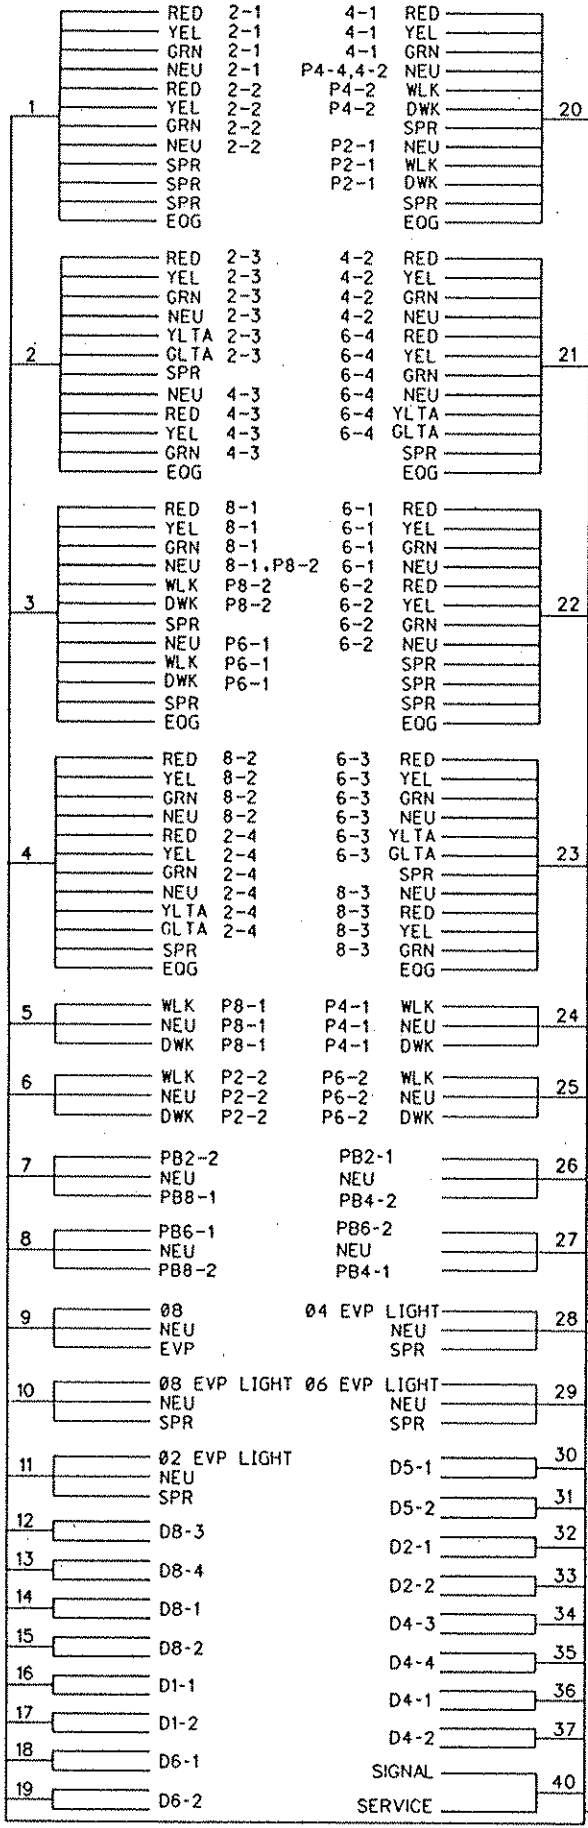 1
RED 2-1
YEL 2-1
GRN 2-1
NEU 2-1
RED 2-2
YEL 2-2
GRN 2-2
NEU 2-2
SPR
SPR
SPR
EOG
2
RED 2-3
YEL 2-3
GRN 2-3
NEU 2-3
YLTA 2-3
GLTA 2-3
SPR
NEU 4-3
RED 4-3
YEL 4-3
GRN 4-3
EOG
3
RED 8-1
YEL 8-1
GRN 8-1
NEU 8-1,P8-2
WLK P8-2
DWK P8-2
SPR
NEU P6-1
WLK P6-1
DWK P6-1
SPR
EOG
4
RED 8-2
YEL 8-2
GRN 8-2
NEU 8-2
RED 2-4
YEL 2-4
GRN 2-4
NEU 2-4
YLTA 2-4
GLTA 2-4
SPR
EOG
5
WLK P8-1
NEU P8-1
DWK P8-1
6
WLK P2-2
NEU P2-2
DWK P2-2
7
PB2-2
NEU
PB8-1
8
PB6-1
NEU
PB8-2
9
Ø8
NEU
EVP
10
Ø8 EVP LIGHT
NEU
SPR
11
Ø2 EVP LIGHT
NEU
SPR
12
D8-3
13
D8-4
14
D8-1
15
D8-2
16
D1-1
17
D1-2
18
D6-1
19
D6-2
4-1 RED
4-1 YEL
4-1 GRN
P4-4,4-2 NEU
P4-2 WLK
P4-2 DWK
SPR
P2-1 NEU
P2-1 WLK
P2-1 DWK
SPR
EOG
20
4-2 RED
4-2 YEL
4-2 GRN
4-2 NEU
6-4 RED
6-4 YEL
6-4 GRN
6-4 NEU
6-4 YLTA
6-4 GLTA
SPR
EOG
21
6-1 RED
6-1 YEL
6-1 GRN
6-1 NEU
6-2 RED
6-2 YEL
6-2 GRN
6-2 NEU
SPR
SPR
SPR
EOG
22
6-3 RED
6-3 YEL
6-3 GRN
6-3 NEU
6-3 YLTA
6-3 GLTA
SPR
8-3 NEU
8-3 RED
8-3 YEL
8-3 GRN
EOG
23
P4-1 WLK
P4-1 NEU
P4-1 DWK
24
P6-2 WLK
P6-2 NEU
P6-2 DWK
25
PB2-1
NEU
PB4-2
26
PB6-2
NEU
PB4-1
27
Ø4 EVP LIGHT
NEU
SPR
28
Ø6 EVP LIGHT
NEU
SPR
29
D5-1
30
D5-2
31
D2-1
32
D2-2
33
D4-3
34
D4-4
35
D4-1
36
D4-2
37
SIGNAL
SERVICE
40